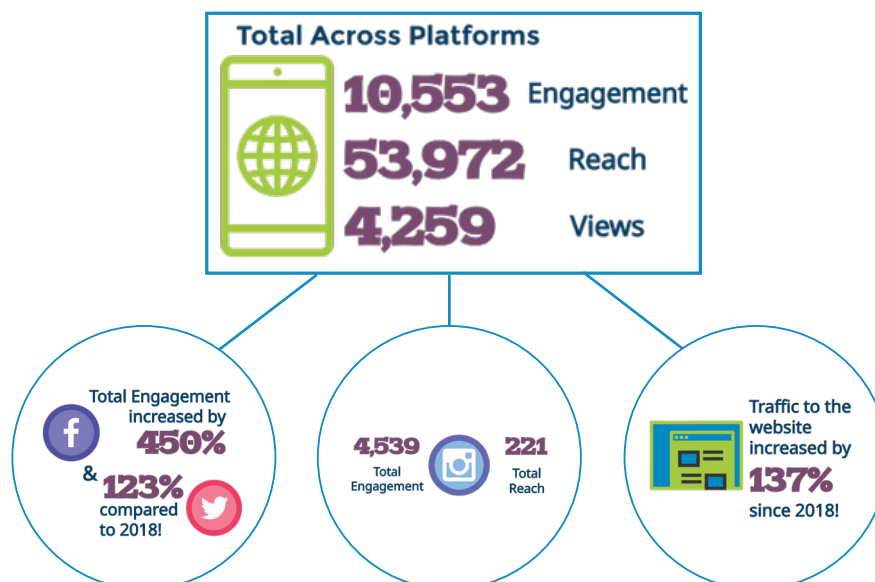 Total Across Platforms
10,553 Engagement
53,972 Reach
4,259 Views
Total Engagement
increased by
450%
&
123%
compared
to 2018!
4,539
Total
Engagement
221
Total
Reach
Traffic to the
website
increased by
137%
since 2018!